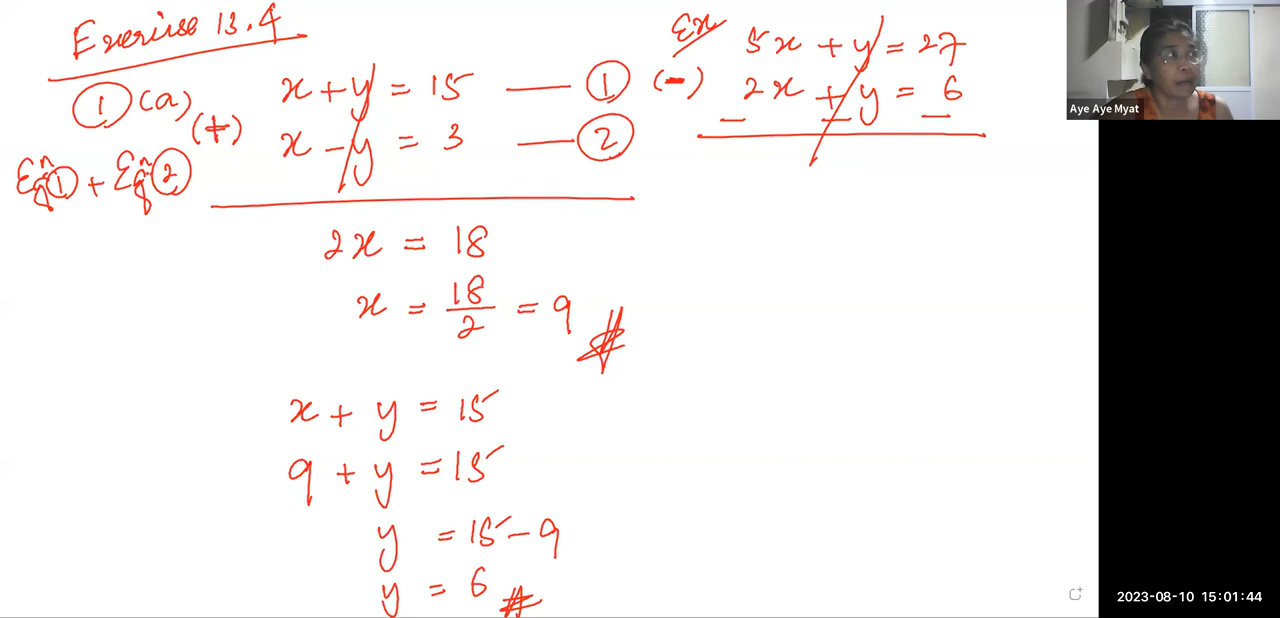 Exercise 13.4
① (a)
x + y = 15 — ①
(+)
x - y = 3 — ②
Eqn ① + Eqn ②
2x = 18
x = 18/2 = 9 #
x + y = 15
9 + y = 15
y = 15 - 9
y = 6 #
Ex
5x + y = 27
(-) 2x + y = 6
- - -
Aye Aye Myat
2023-08-10 15:01:44